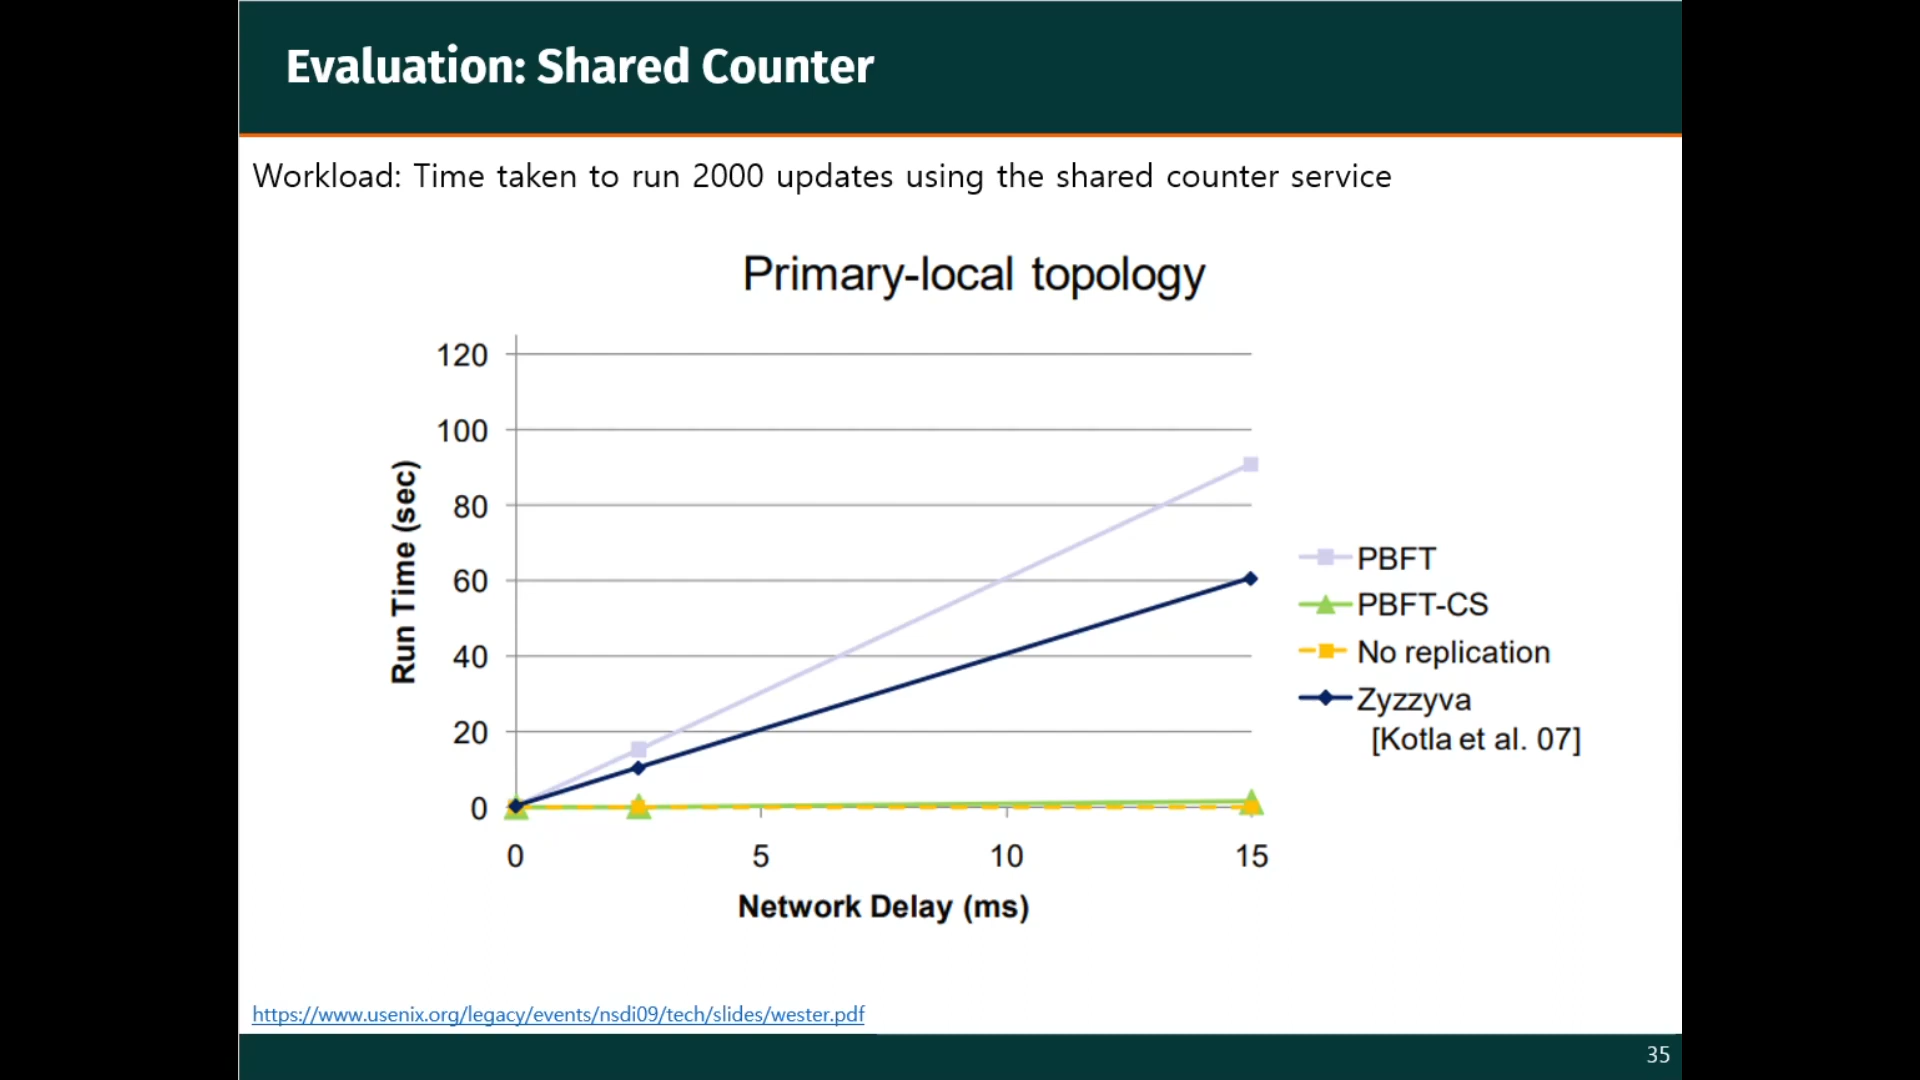 Evaluation: Shared Counter
Workload: Time taken to run 2000 updates using the shared counter service
Primary-local topology
120
100
80
60
40
20
0
Run Time (sec)
0 5 10 15
Network Delay (ms)
PBFT
PBFT-CS
No replication
Zyzzyva
[Kotla et al. 07]
https://www.usenix.org/legacy/events/nsdi09/tech/slides/wester.pdf
35